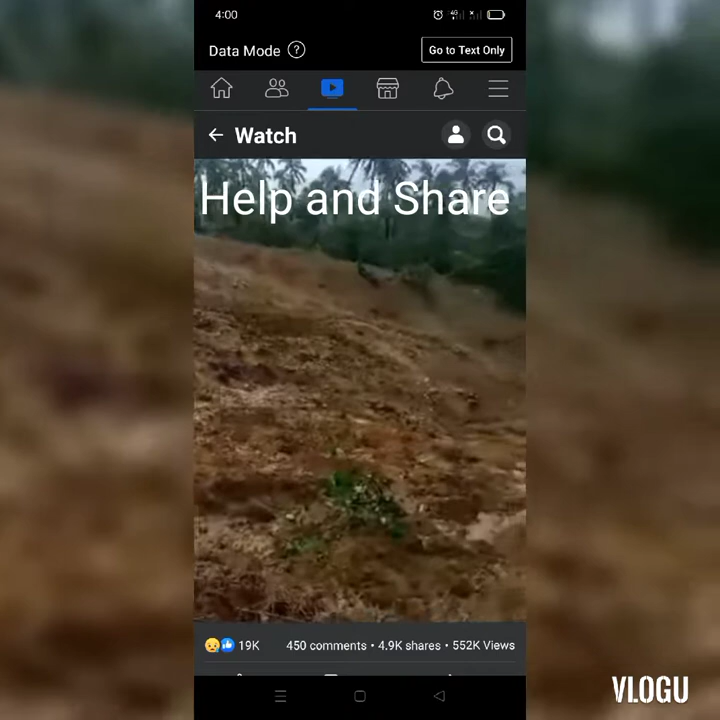 4:00
4G
Data Mode ?
Go to Text Only
Watch
Help and Share
19K
450 comments • 4.9K shares • 552K Views
VLOGU